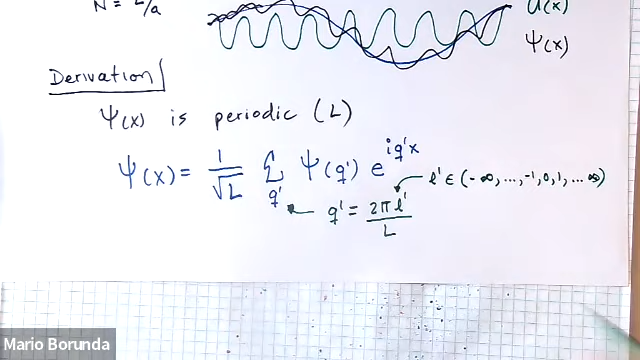 N = L/a
U(x)
ψ(x)
Derivation
ψ(x) is periodic (L)
ψ(x) = 1/√L Σ_q' ψ(q') e^{iq'x}
q' = 2πl'/L
l' ∈ (-∞, ..., -1, 0, 1, ... ∞)
Mario Borunda